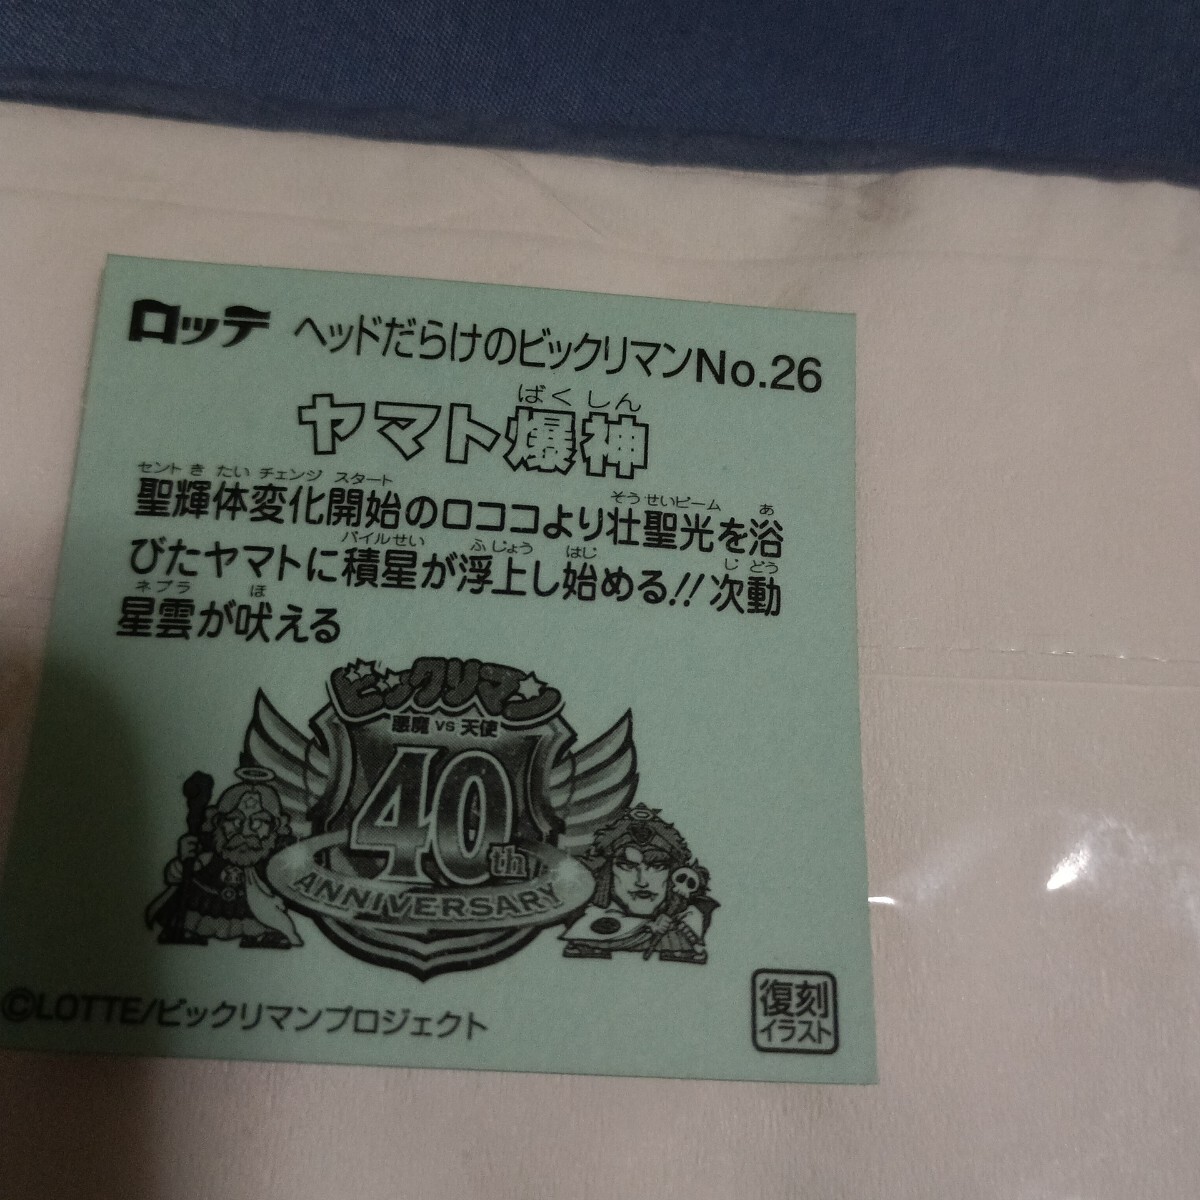 ロッテ ヘッドだらけのビックリマンNo.26
ばくしん
ヤマト爆神
セント き たい チェンジ スタート そうせいビーム あ
聖輝体変化開始のロココより壮聖光を浴
パイルせい ふじょう はじ じ どう
びたヤマトに積星が浮上し始める!!次動
ネブラ ほ
星雲が吠える
ビックリマン
悪魔 VS 天使
40th
ANNIVERSARY
©LOTTE/ビックリマンプロジェクト
復刻
イラスト